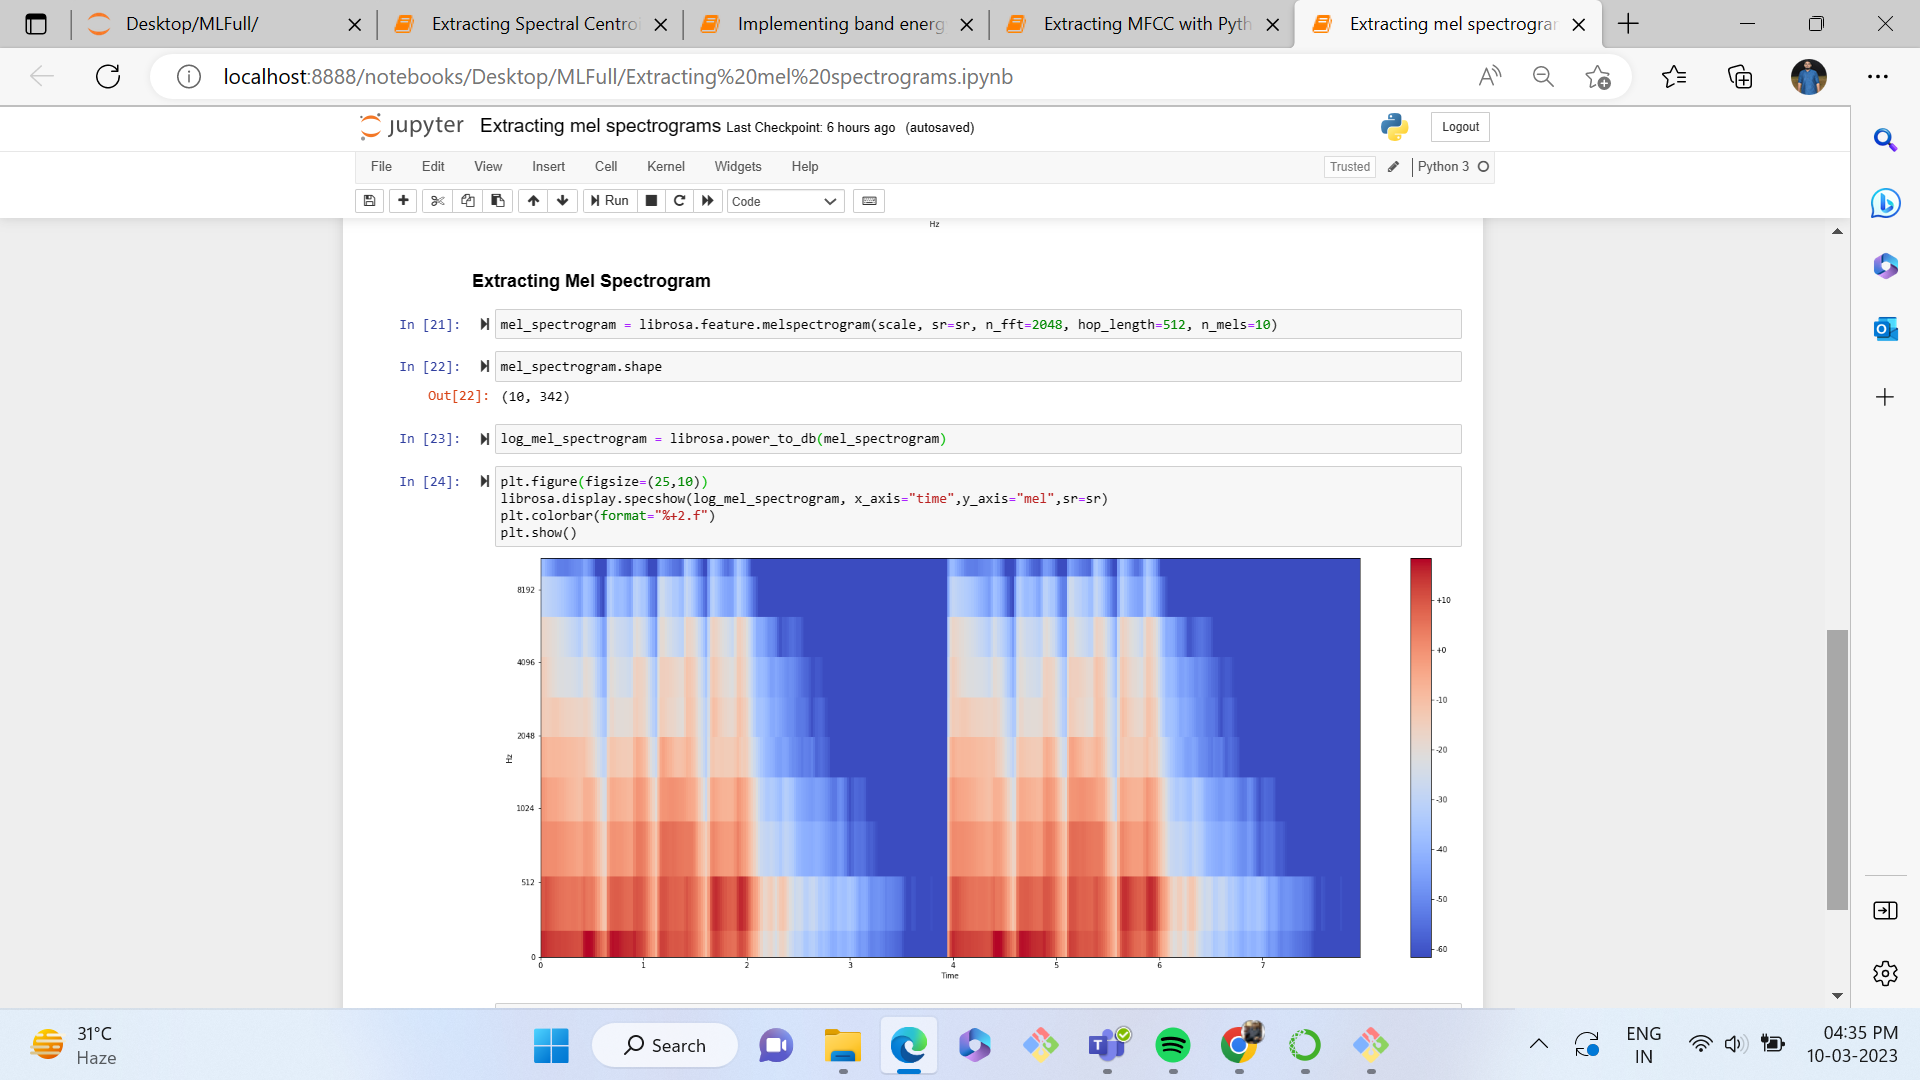 Desktop/MLFull/
Extracting Spectral Centro
Implementing band energ
Extracting MFCC with Pyth
Extracting mel spectrogra
localhost:8888/notebooks/Desktop/MLFull/Extracting%20mel%20spectrograms.ipynb
jupyter Extracting mel spectrograms Last Checkpoint: 6 hours ago (autosaved)
Logout
File Edit View Insert Cell Kernel Widgets Help
Trusted Python 3
Run Code
Hz
Extracting Mel Spectrogram
In [21]: mel_spectrogram = librosa.feature.melspectrogram(scale, sr=sr, n_fft=2048, hop_length=512, n_mels=10)
In [22]: mel_spectrogram.shape
Out[22]: (10, 342)
In [23]: log_mel_spectrogram = librosa.power_to_db(mel_spectrogram)
In [24]: plt.figure(figsize=(25,10))
librosa.display.specshow(log_mel_spectrogram, x_axis="time",y_axis="mel",sr=sr)
plt.colorbar(format="%+2.f")
plt.show()
8192
4096
2048
Hz
1024
512
0
0 1 2 3 4 5 6 7
Time
+10
+0
-10
-20
-30
-40
-50
-60
31°C
Haze
Search
ENG
IN
04:35 PM
10-03-2023